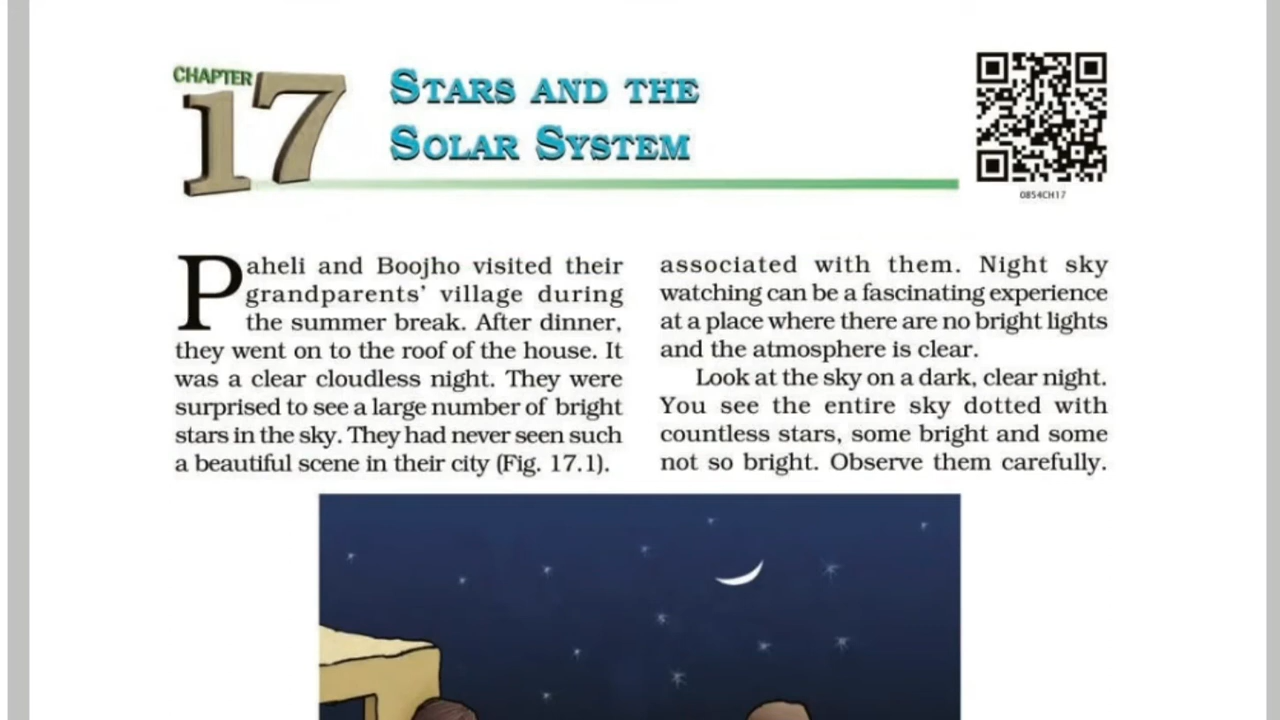 CHAPTER
17
STARS AND THE
SOLAR SYSTEM
0854CH17
Paheli and Boojho visited their
grandparents’ village during
the summer break. After dinner,
they went on to the roof of the house. It
was a clear cloudless night. They were
surprised to see a large number of bright
stars in the sky. They had never seen such
a beautiful scene in their city (Fig. 17.1).
associated with them. Night sky
watching can be a fascinating experience
at a place where there are no bright lights
and the atmosphere is clear.
Look at the sky on a dark, clear night.
You see the entire sky dotted with
countless stars, some bright and some
not so bright. Observe them carefully.